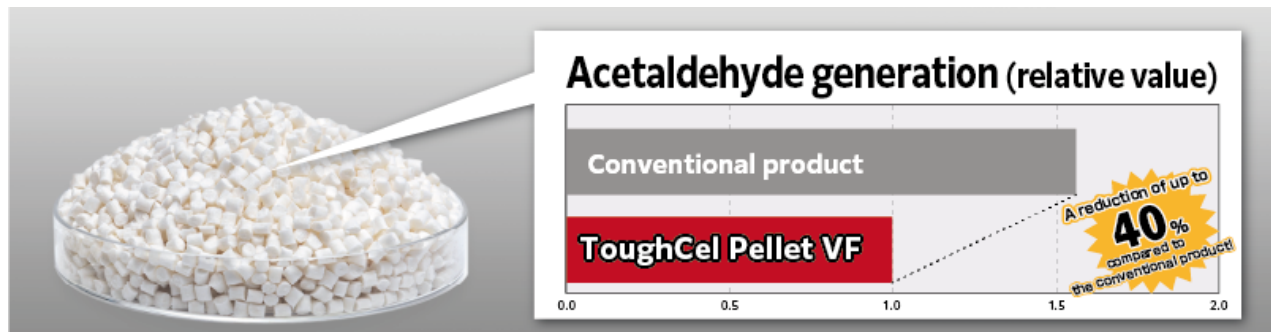 Acetaldehyde generation (relative value)
Conventional product
ToughCel Pellet VF
A reduction of up to
40%
compared to
the conventional product!
0.0 0.5 1.0 1.5 2.0